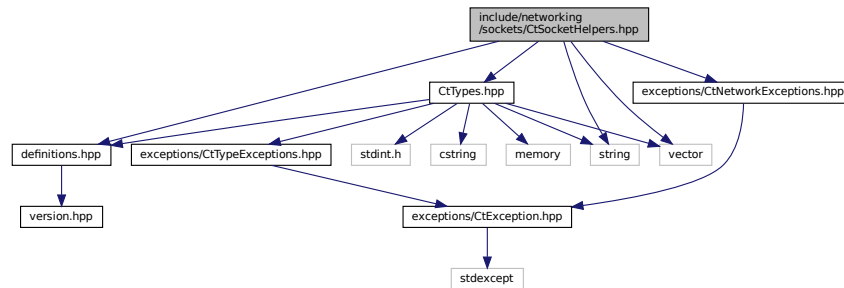 include/networking
/sockets/CtSocketHelpers.hpp
CtTypes.hpp
exceptions/CtNetworkExceptions.hpp
definitions.hpp
exceptions/CtTypeExceptions.hpp
stdint.h
cstring
memory
string
vector
version.hpp
exceptions/CtException.hpp
stdexcept